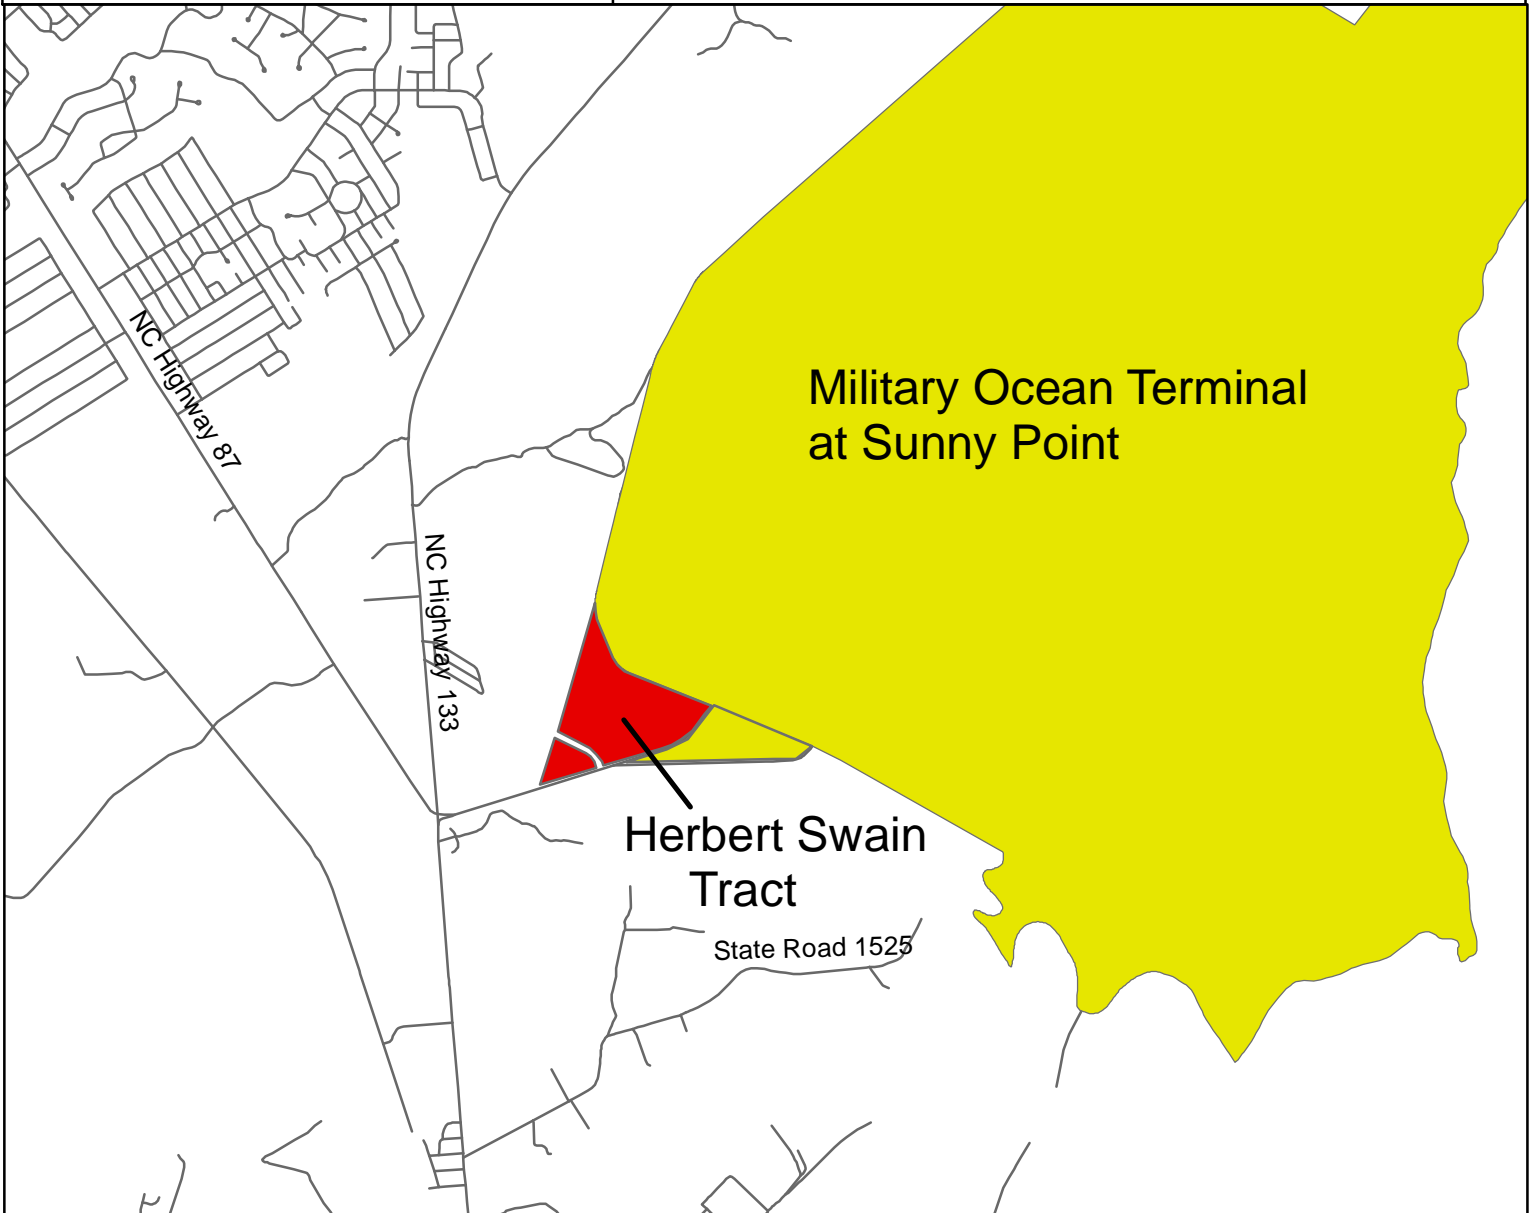 NC Highway 87
Military Ocean Terminal
at Sunny Point
NC Highway 133
Herbert Swain
Tract
State Road 1525